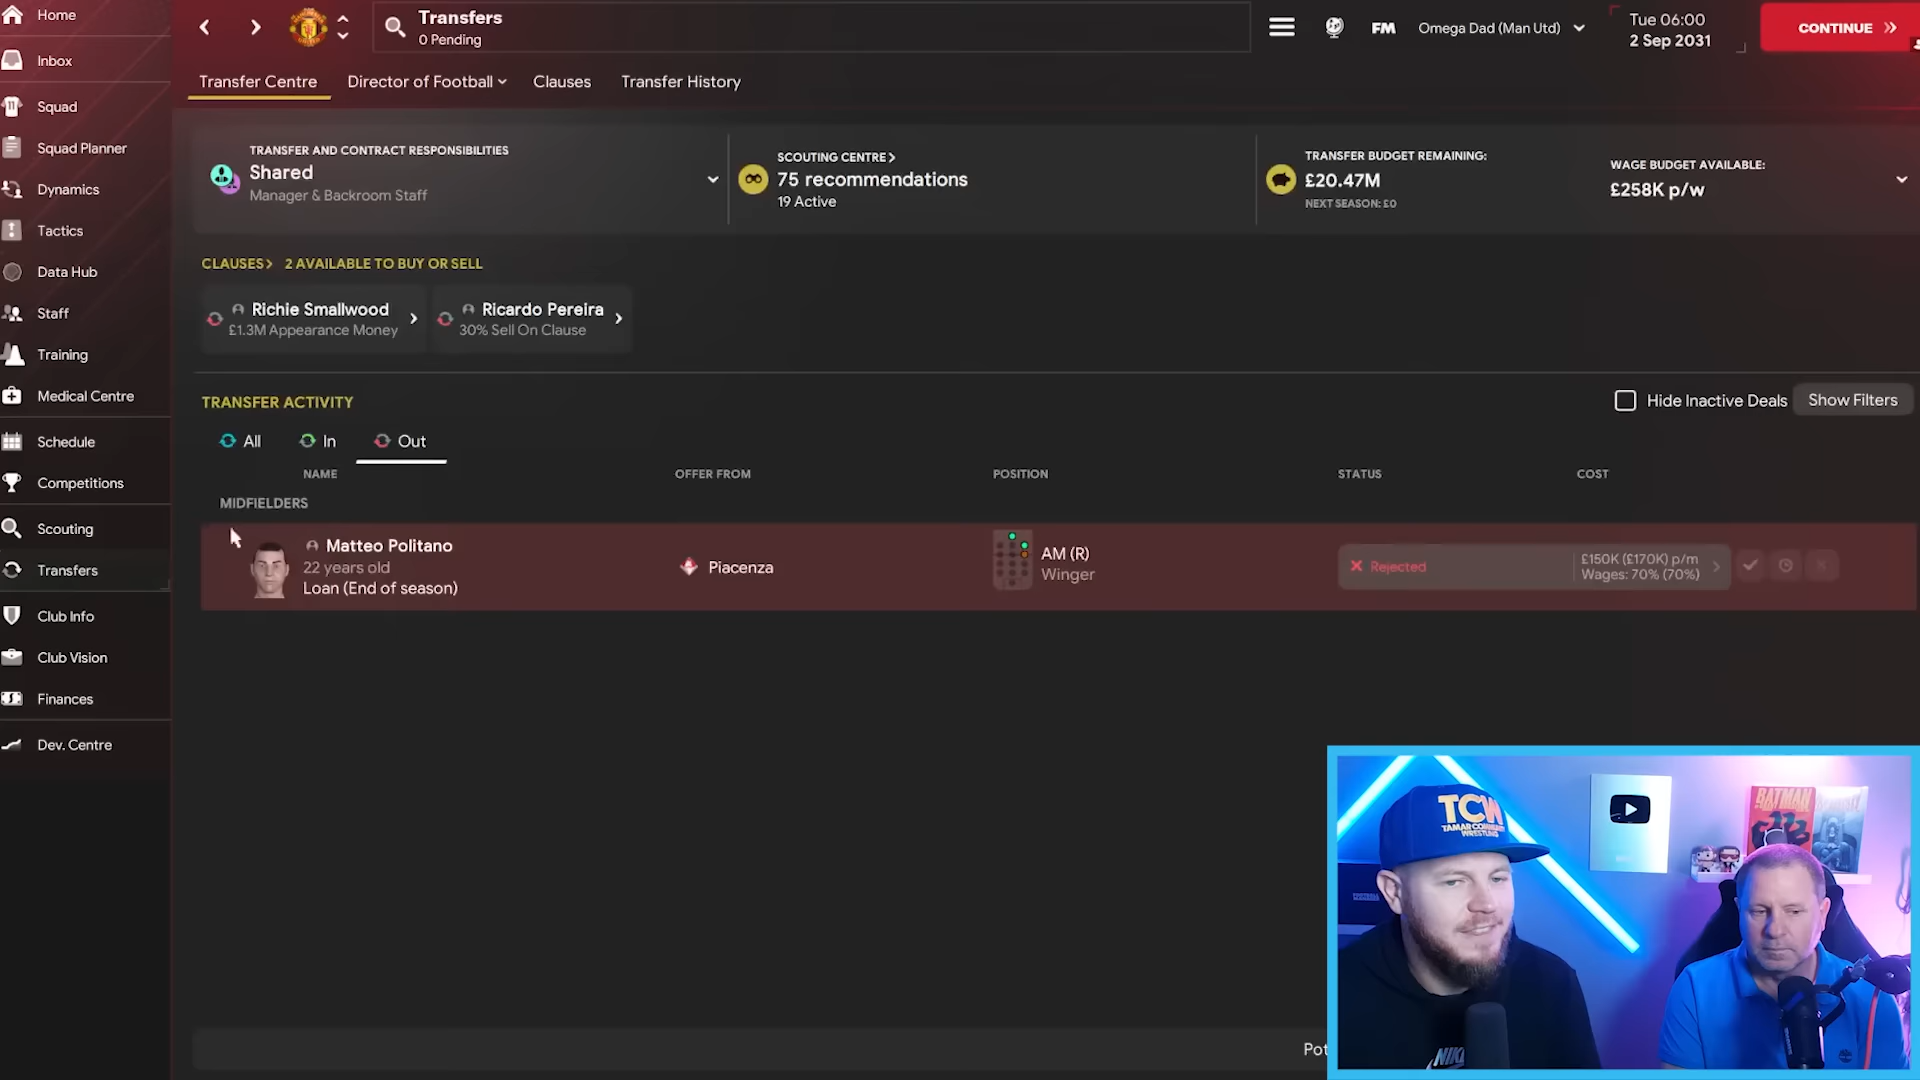 Home
Inbox
Squad
Squad Planner
Dynamics
Tactics
Data Hub
Staff
Training
Medical Centre
Schedule
Competitions
Scouting
Transfers
Club Info
Club Vision
Finances
Dev. Centre
Transfers
0 Pending
FM
Omega Dad (Man Utd)
Tue 06:00
2 Sep 2031
CONTINUE
Transfer Centre
Director of Football
Clauses
Transfer History
TRANSFER AND CONTRACT RESPONSIBILITIES
Shared
Manager & Backroom Staff
SCOUTING CENTRE
75 recommendations
19 Active
TRANSFER BUDGET REMAINING:
£20.47M
NEXT SEASON: £0
WAGE BUDGET AVAILABLE:
£258K p/w
CLAUSES 2 AVAILABLE TO BUY OR SELL
Richie Smallwood
£1.3M Appearance Money
Ricardo Pereira
30% Sell On Clause
TRANSFER ACTIVITY
Hide Inactive Deals
Show Filters
All In Out
NAME OFFER FROM POSITION STATUS COST
MIDFIELDERS
Matteo Politano
22 years old
Loan (End of season)
Piacenza
AM (R)
Winger
Rejected
£150K (£170K) p/m
Wages: 70% (70%)
Pot
TCW
TAMAR COMMUNITY
WRESTLING
BATMAN
NIKE